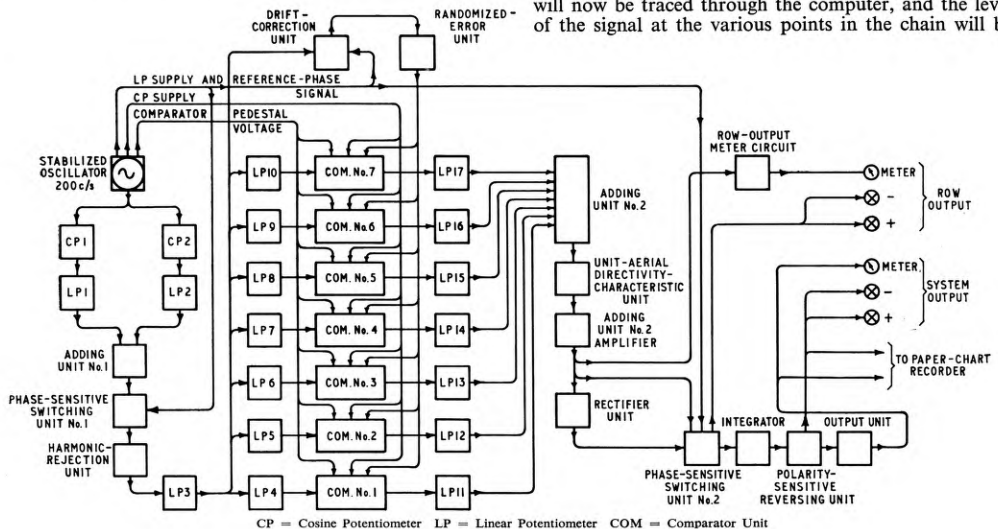 will now be traced through the computer, and the lev
of the signal at the various points in the chain will b
DRIFT-
CORRECTION
UNIT
RANDOMIZED-
ERROR
UNIT
LP SUPPLY AND REFERENCE-PHASE
SIGNAL
CP SUPPLY
COMPARATOR PEDESTAL
VOLTAGE
STABILIZED
OSCILLATOR
200c/s
CP1
CP2
LP1
LP2
ADDING
UNIT No.1
PHASE-SENSITIVE
SWITCHING
UNIT No.1
HARMONIC-
REJECTION
UNIT
LP3
LP10
COM. No.7
LP17
LP9
COM. No.6
LP16
LP8
COM. No.5
LP15
LP7
COM. No. 4
LP14
LP6
COM. No.3
LP13
LP5
COM. No.2
LP12
LP4
COM. No.1
LP11
ADDING
UNIT No.2
UNIT-AERIAL
DIRECTIVITY-
CHARACTERISTIC
UNIT
ADDING
UNIT No.2
AMPLIFIER
RECTIFIER
UNIT
ROW-OUTPUT
METER CIRCUIT
METER
-
+
ROW
OUTPUT
METER
-
+
SYSTEM
OUTPUT
TO PAPER-CHART
RECORDER
INTEGRATOR
OUTPUT UNIT
PHASE-SENSITIVE
SWITCHING
UNIT No.2
POLARITY-
SENSITIVE
REVERSING UNIT
CP = Cosine Potentiometer LP = Linear Potentiometer COM = Comparator Unit